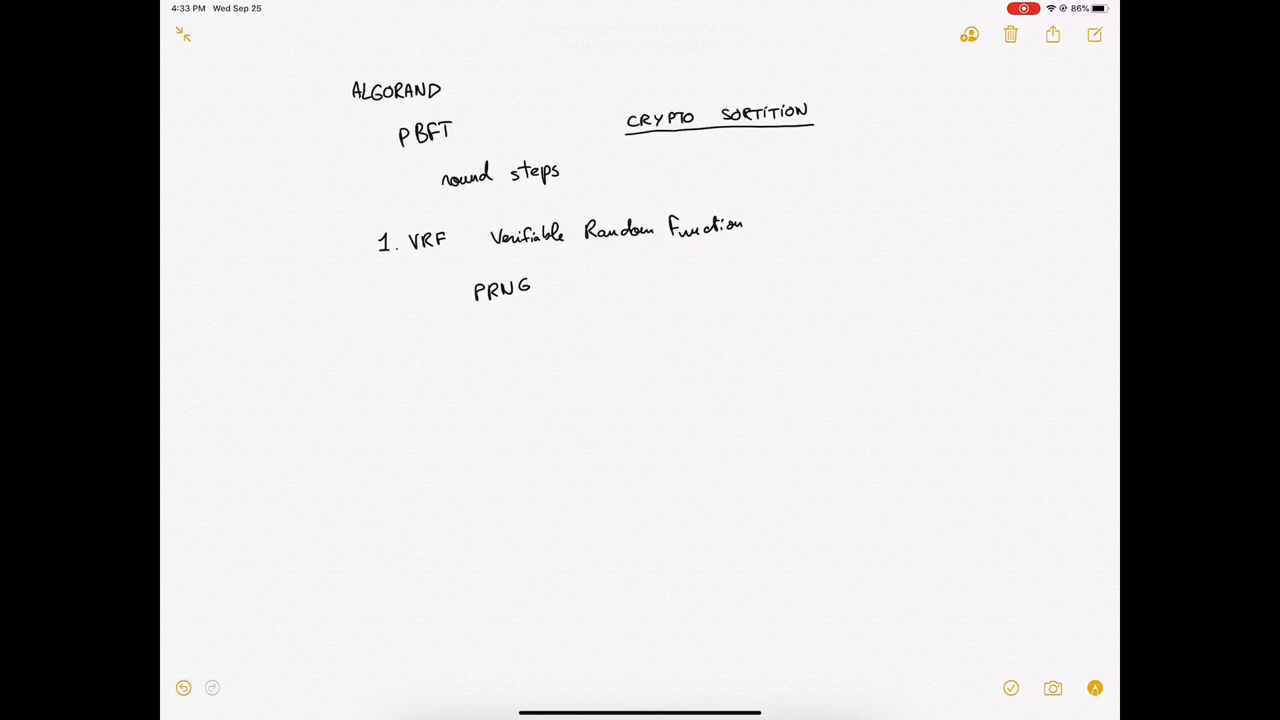 4:33 PM Wed Sep 25 86%
ALGORAND
CRYPTO SORTITION
PBFT
round steps
1. VRF Verifiable Random Function
PRNG